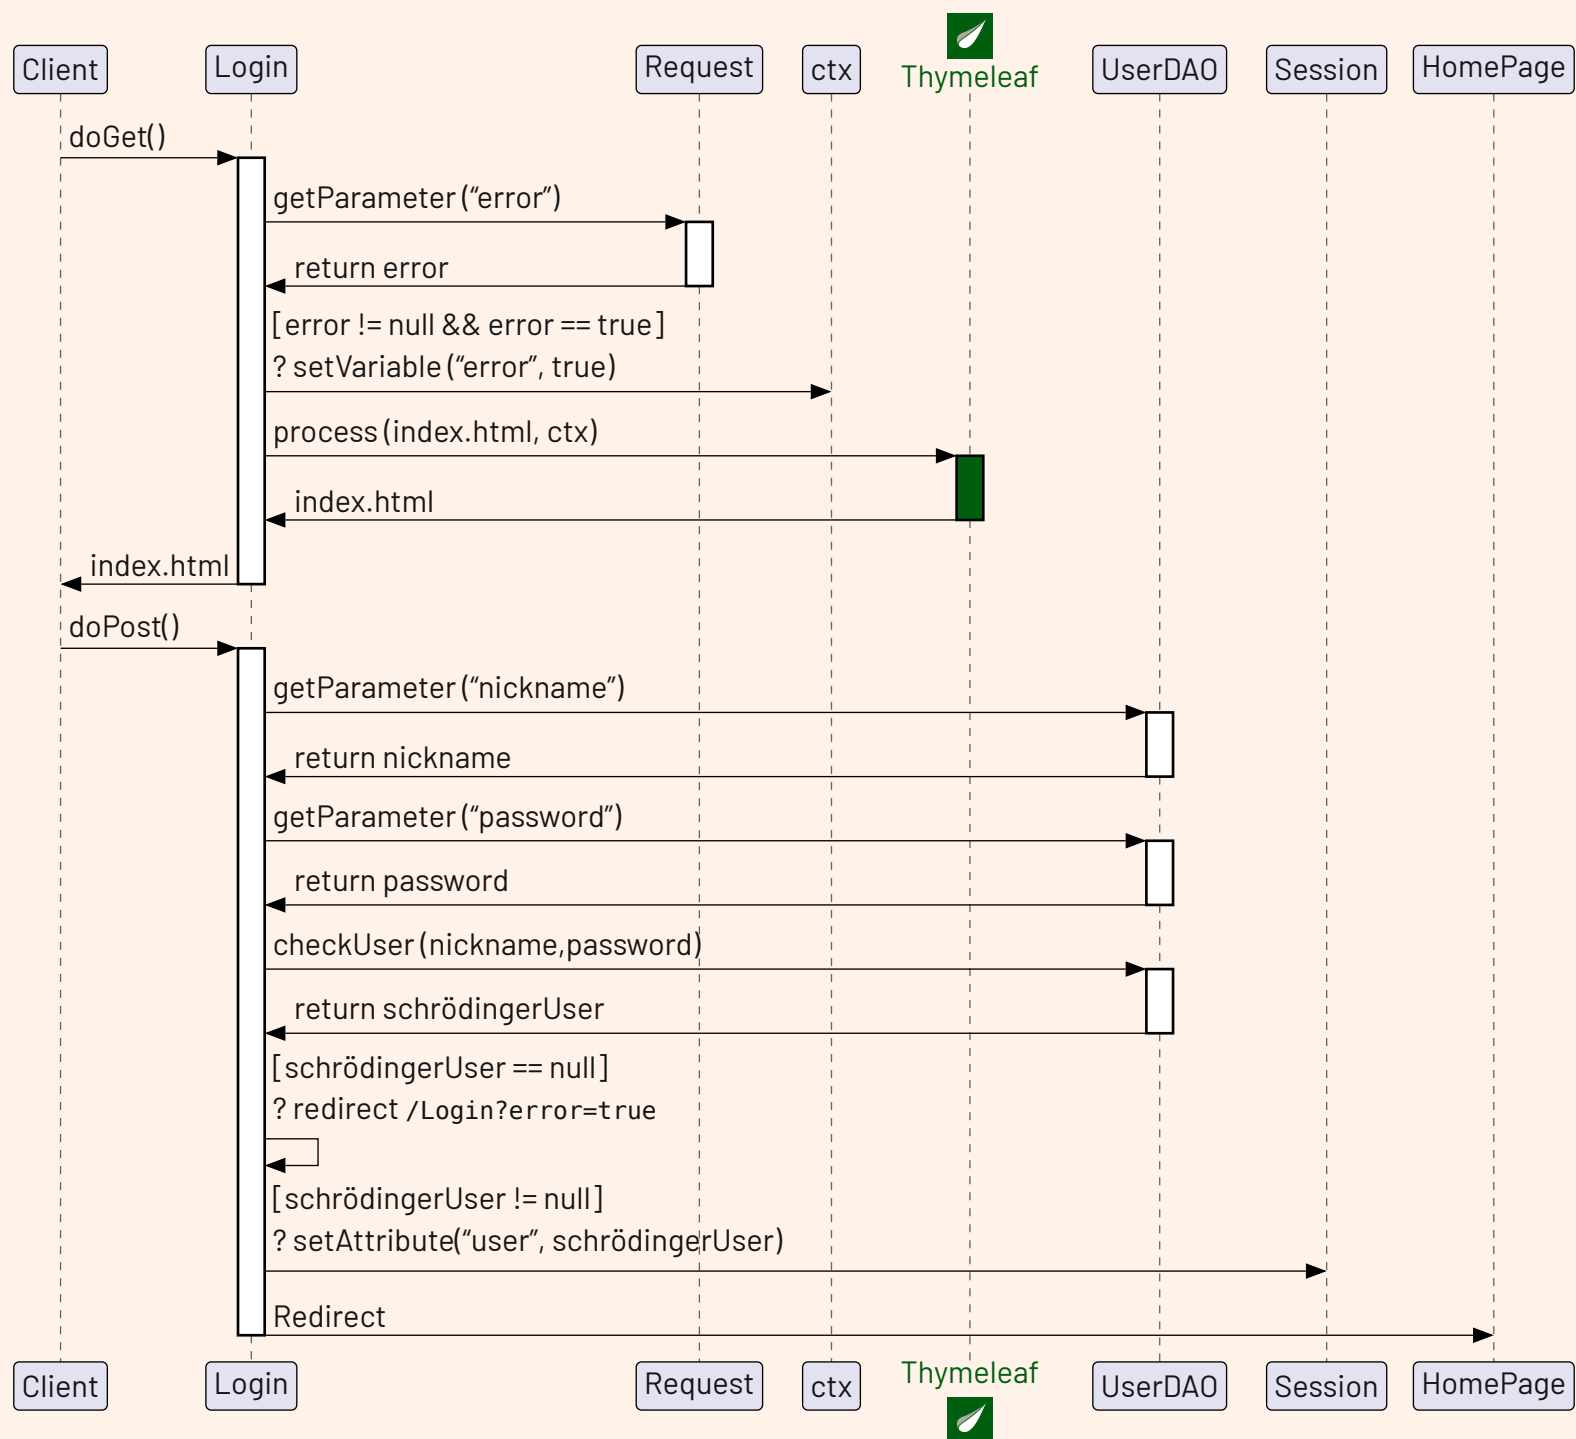 Client
Login
Request
ctx
Thymeleaf
UserDAO
Session
HomePage
doGet()
getParameter(“error”)
return error
[error != null && error == true]
? setVariable(“error”, true)
process(index.html, ctx)
index.html
index.html
doPost()
getParameter(“nickname”)
return nickname
getParameter(“password”)
return password
checkUser(nickname,password)
return schrödingerUser
[schrödingerUser == null]
? redirect /Login?error=true
[schrödingerUser != null]
? setAttribute(“user”, schrödingerUser)
Redirect
Client
Login
Request
ctx
Thymeleaf
UserDAO
Session
HomePage